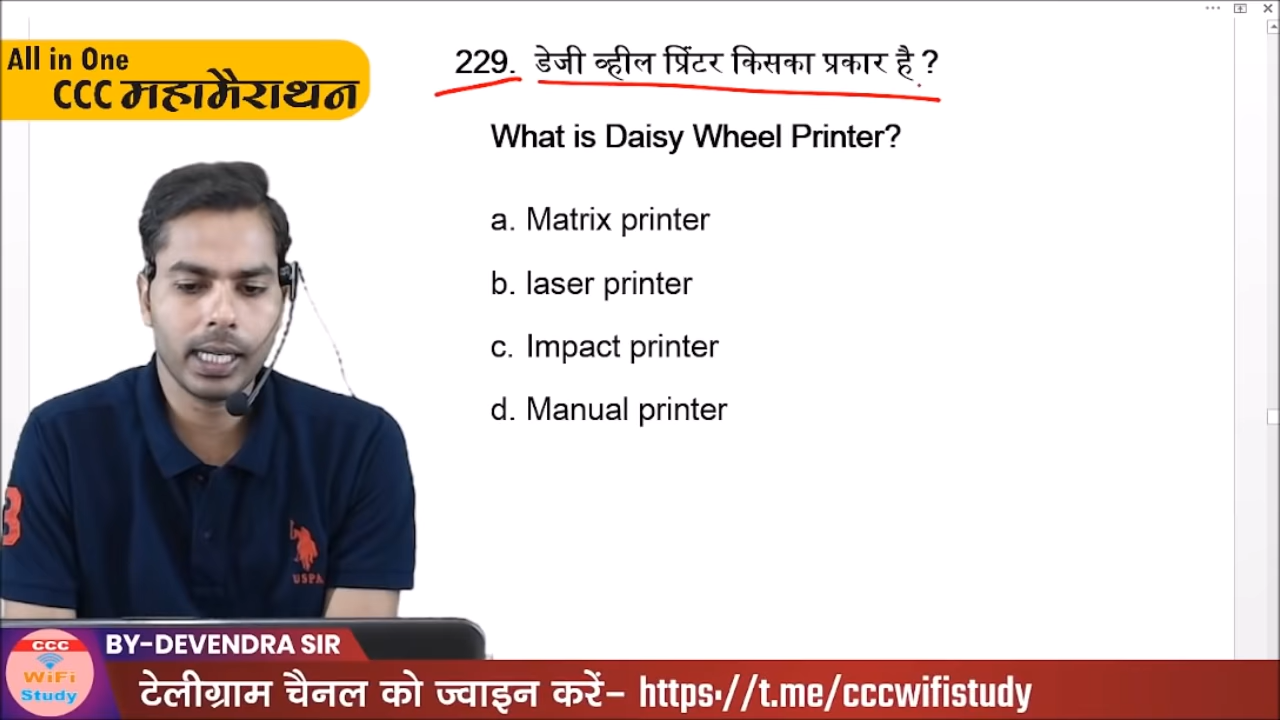 All in One
CCC महामैराथन
229. डेजी व्हील प्रिंटर किसका प्रकार है ?
What is Daisy Wheel Printer?
a. Matrix printer
b. laser printer
c. Impact printer
d. Manual printer
3
USPA
CCC
WiFi
Study
BY-DEVENDRA SIR
टेलीग्राम चैनल को ज्वाइन करें- https://t.me/cccwifistudy